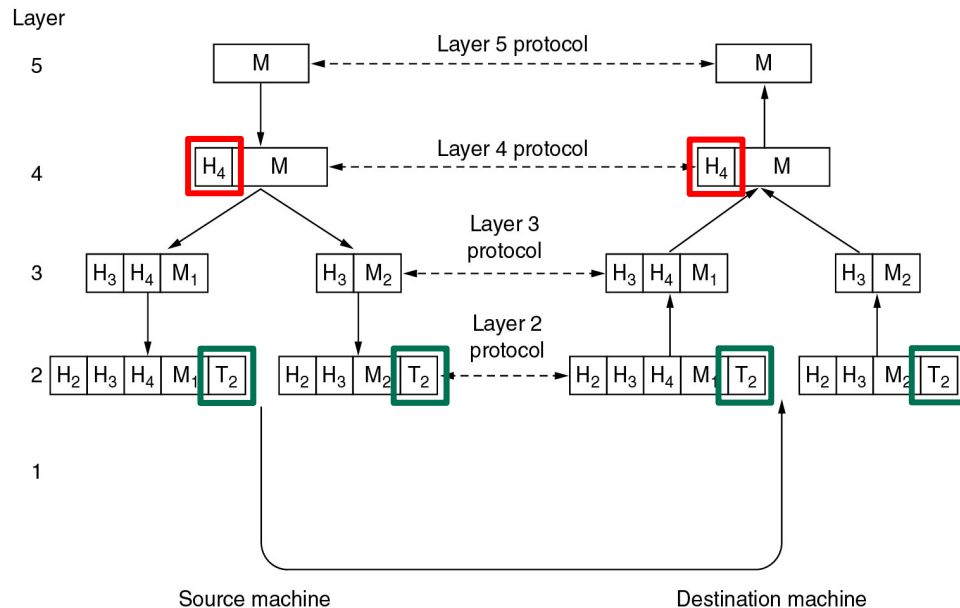 Layer
5 M Layer 5 protocol M
4 H₄ M Layer 4 protocol H₄ M
Layer 3
protocol
3 H₃ H₄ M₁ H₃ M₂ H₃ H₄ M₁ H₃ M₂
Layer 2
protocol
2 H₂ H₃ H₄ M₁ T₂ H₂ H₃ M₂ T₂ H₂ H₃ H₄ M₁ T₂ H₂ H₃ M₂ T₂
1
Source machine Destination machine